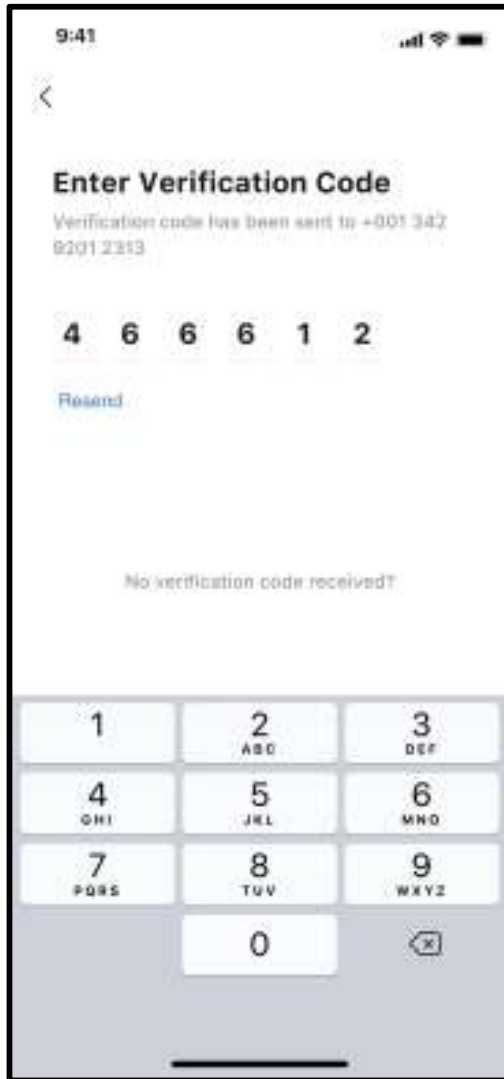 9:41
Enter Verification Code
Verification code has been sent to +001 342
9201 2313
4 6 6 6 1 2
Resend
No verification code received?
1 2 3
ABC DEF
4 5 6
GHI JKL MNO
7 8 9
PQRS TUV WXYZ
0